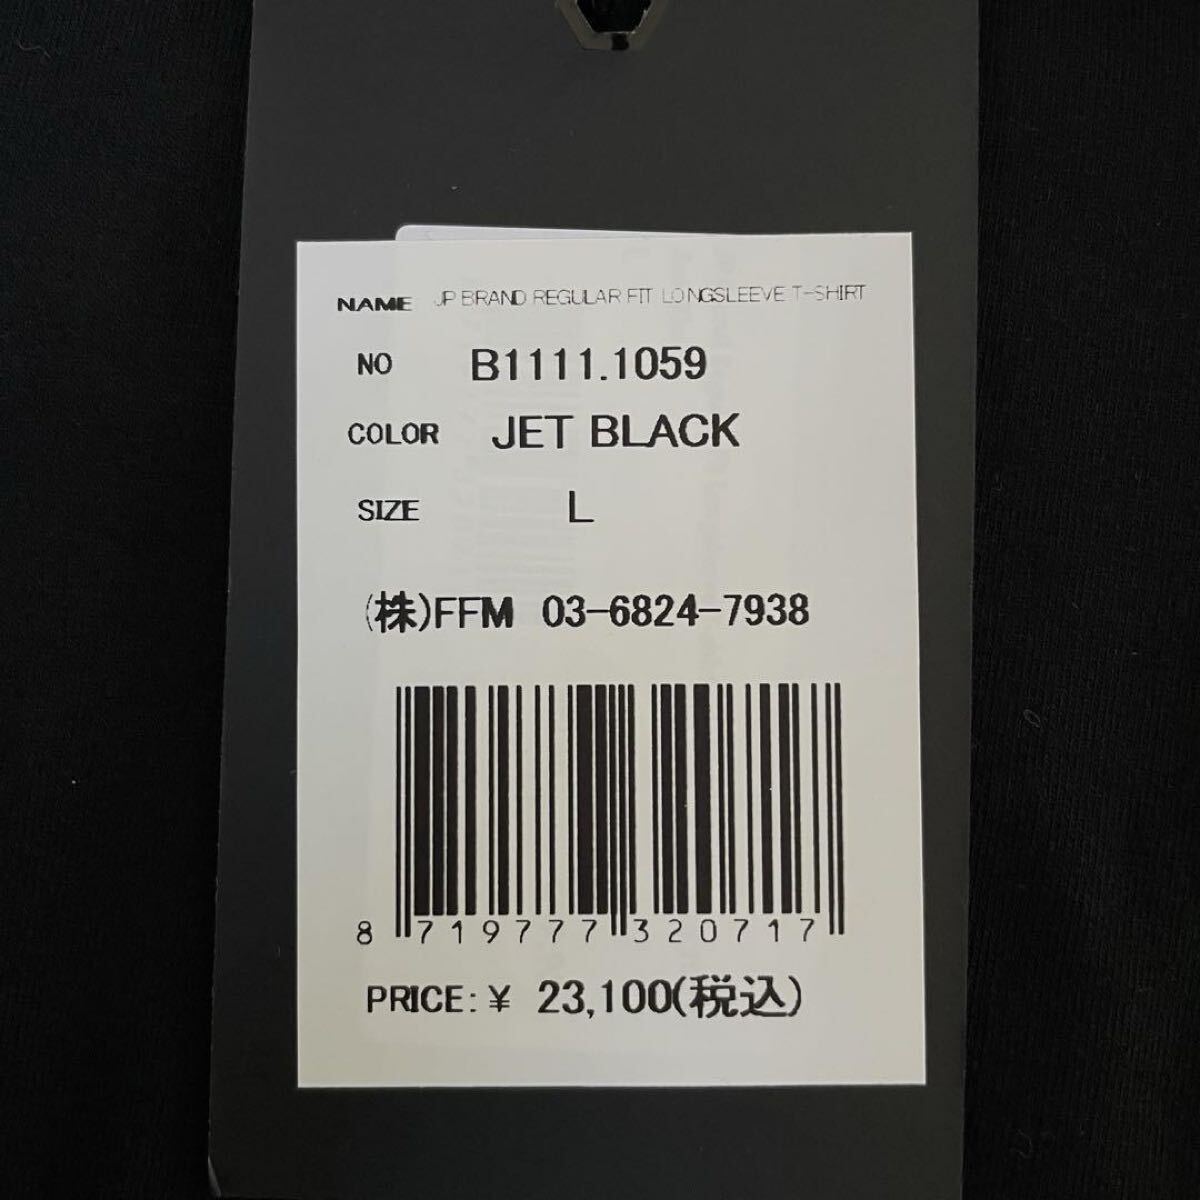 NAME JP BRAND REGULAR FIT LONGSLEEVE T-SHIRT
NO B1111.1059
COLOR JET BLACK
SIZE L
(株)FFM 03-6824-7938
8 719777 320717
PRICE:¥ 23,100(税込)